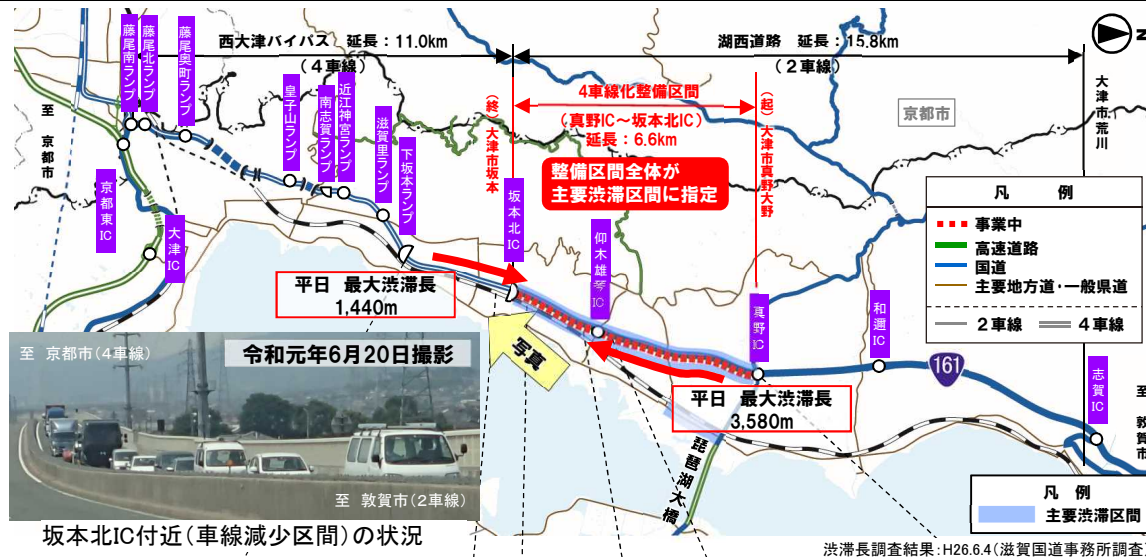 西大津バイパス 延長：11.0km
（４車線）
湖西道路 延長：15.8km
（２車線）
N
藤尾南ランプ
藤尾北ランプ
藤尾奥町ランプ
皇子山ランプ
南志賀ランプ
近江神宮ランプ
滋賀里ランプ
下坂本ランプ
至 京都市
京都東IC
大津IC
（終）大津市坂本
4車線化整備区間
（真野IC～坂本北IC）
延長：6.6km
整備区間全体が
主要渋滞区間に指定
（起）大津市真野大野
京都市
大津市荒川
坂本北IC
仰木雄琴IC
真野IC
和邇IC
志賀IC
至 敦賀市
161
凡 例
事業中
高速道路
国道
主要地方道・一般県道
２車線
４車線
平日 最大渋滞長
1,440m
写真
平日 最大渋滞長
3,580m
琵琶湖大橋
至 京都市（4車線）
令和元年6月20日撮影
至 敦賀市（2車線）
坂本北IC付近（車線減少区間）の状況
凡 例
主要渋滞区間
渋滞長調査結果：H26.6.4（滋賀国道事務所調査）